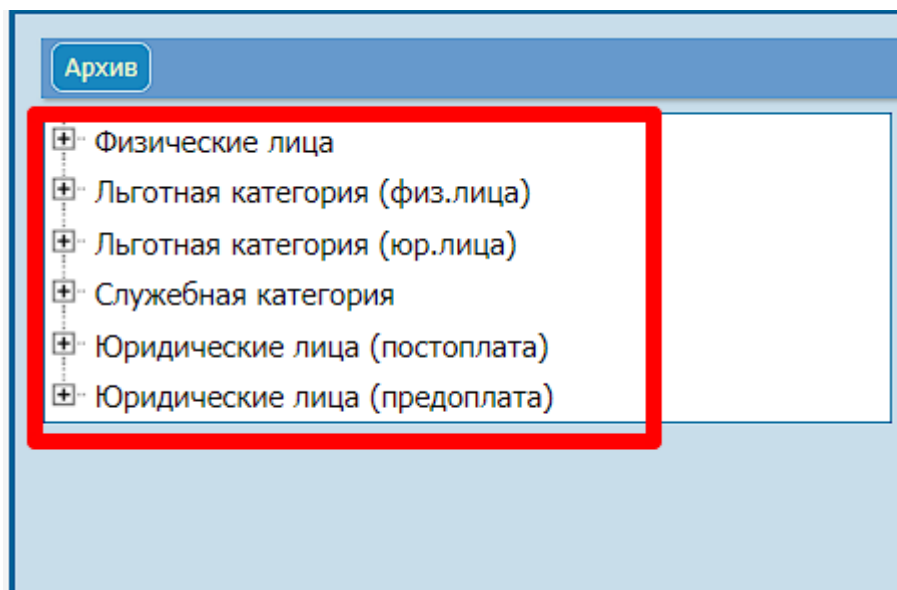 Архив
Физические лица
Льготная категория (физ.лица)
Льготная категория (юр.лица)
Служебная категория
Юридические лица (постоплата)
Юридические лица (предоплата)